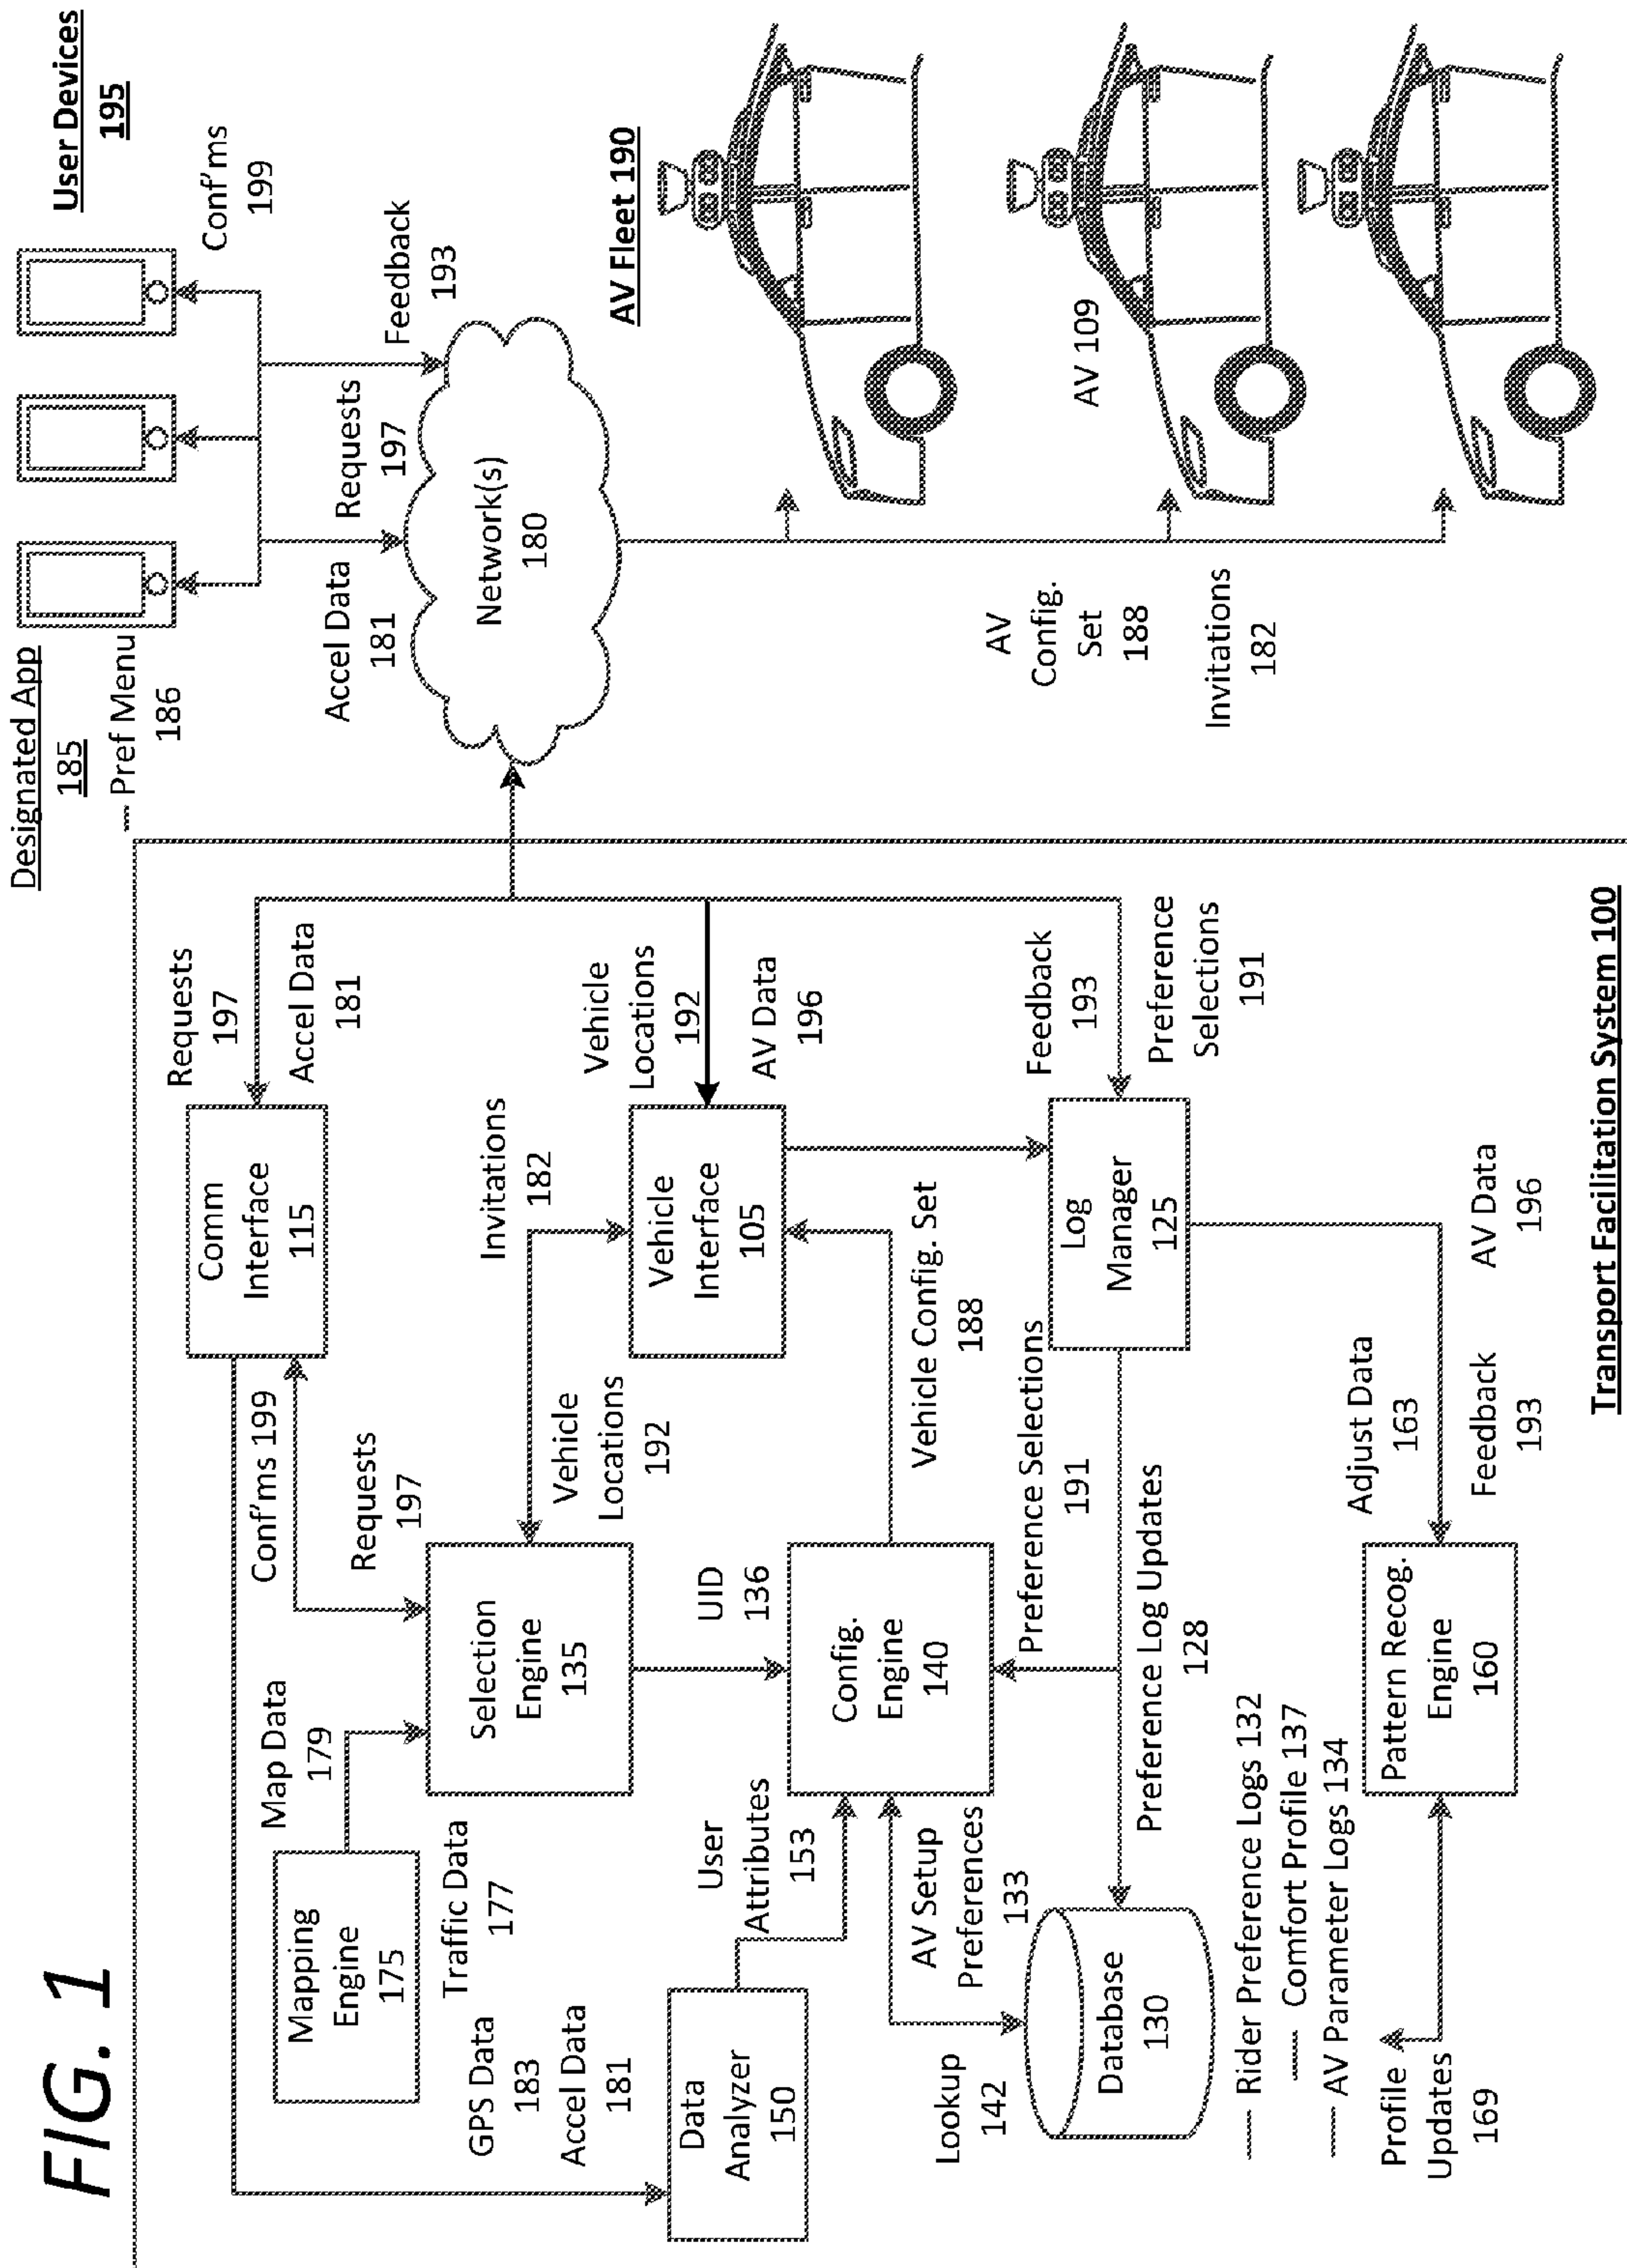 FIG. 1
Designated App
185
— Pref Menu
186
User Devices
195
Conf'ms
199
Accel Data
181
Requests
197
Feedback
193
Network(s)
180
AV Fleet 190
AV 109
AV
Config.
Set
188
Invitations
182
Requests
197
Accel Data
181
Comm
Interface
115
Conf'ms 199
Requests
197
Map Data
179
Mapping
Engine
175
Traffic Data
177
GPS Data
183
Accel Data
181
Data
Analyzer
150
User
Attributes
153
Selection
Engine
135
Invitations
182
Vehicle
Locations
192
Vehicle
Locations
192
AV Data
196
Vehicle
Interface
105
UID
136
Config.
Engine
140
Vehicle Config. Set
188
AV Setup
Preferences
133
Lookup
142
Database
130
Preference Selections
191
Preference Log Updates
128
Feedback
193
Preference
Selections
191
Log
Manager
125
— Rider Preference Logs 132
— Comfort Profile 137
— AV Parameter Logs 134
Profile
Updates
169
Pattern Recog.
Engine
160
Adjust Data
163
Feedback
193
AV Data
196
Transport Facilitation System 100